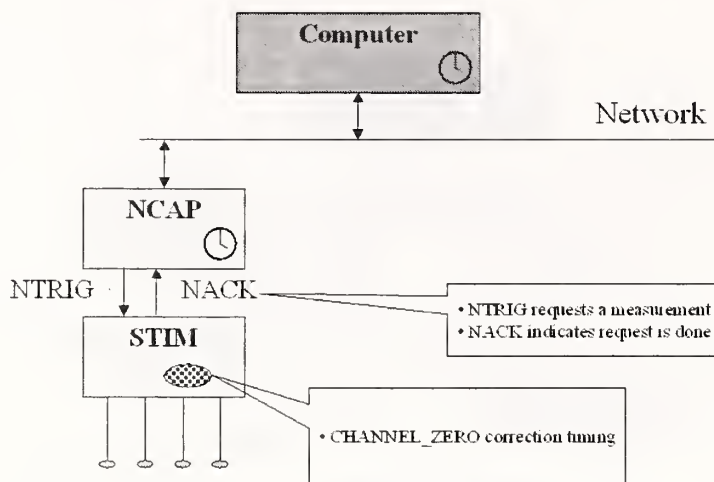 Computer
Network
NCAP
NTRIG
NACK
• NTRIG requests a measurement
• NACK indicates request is done
STIM
• CHANNEL_ZERO correction timing